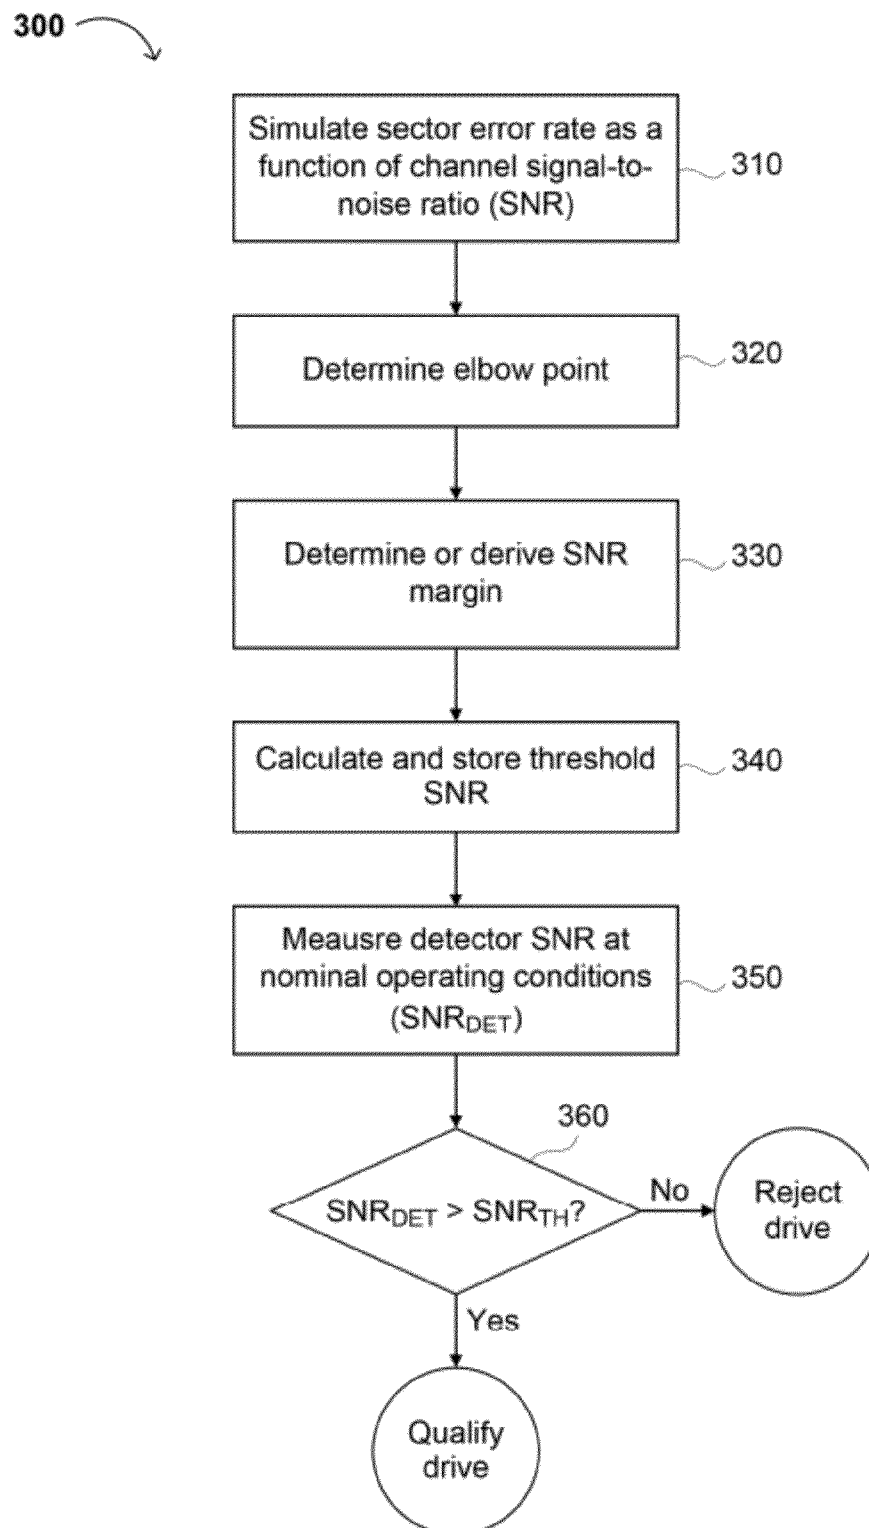 300
Simulate sector error rate as a
function of channel signal-to-
noise ratio (SNR)
310
Determine elbow point
320
Determine or derive SNR
margin
330
Calculate and store threshold
SNR
340
Meausre detector SNR at
nominal operating conditions
(SNRDET)
350
360
SNRDET > SNRTH?
No
Reject
drive
Yes
Qualify
drive